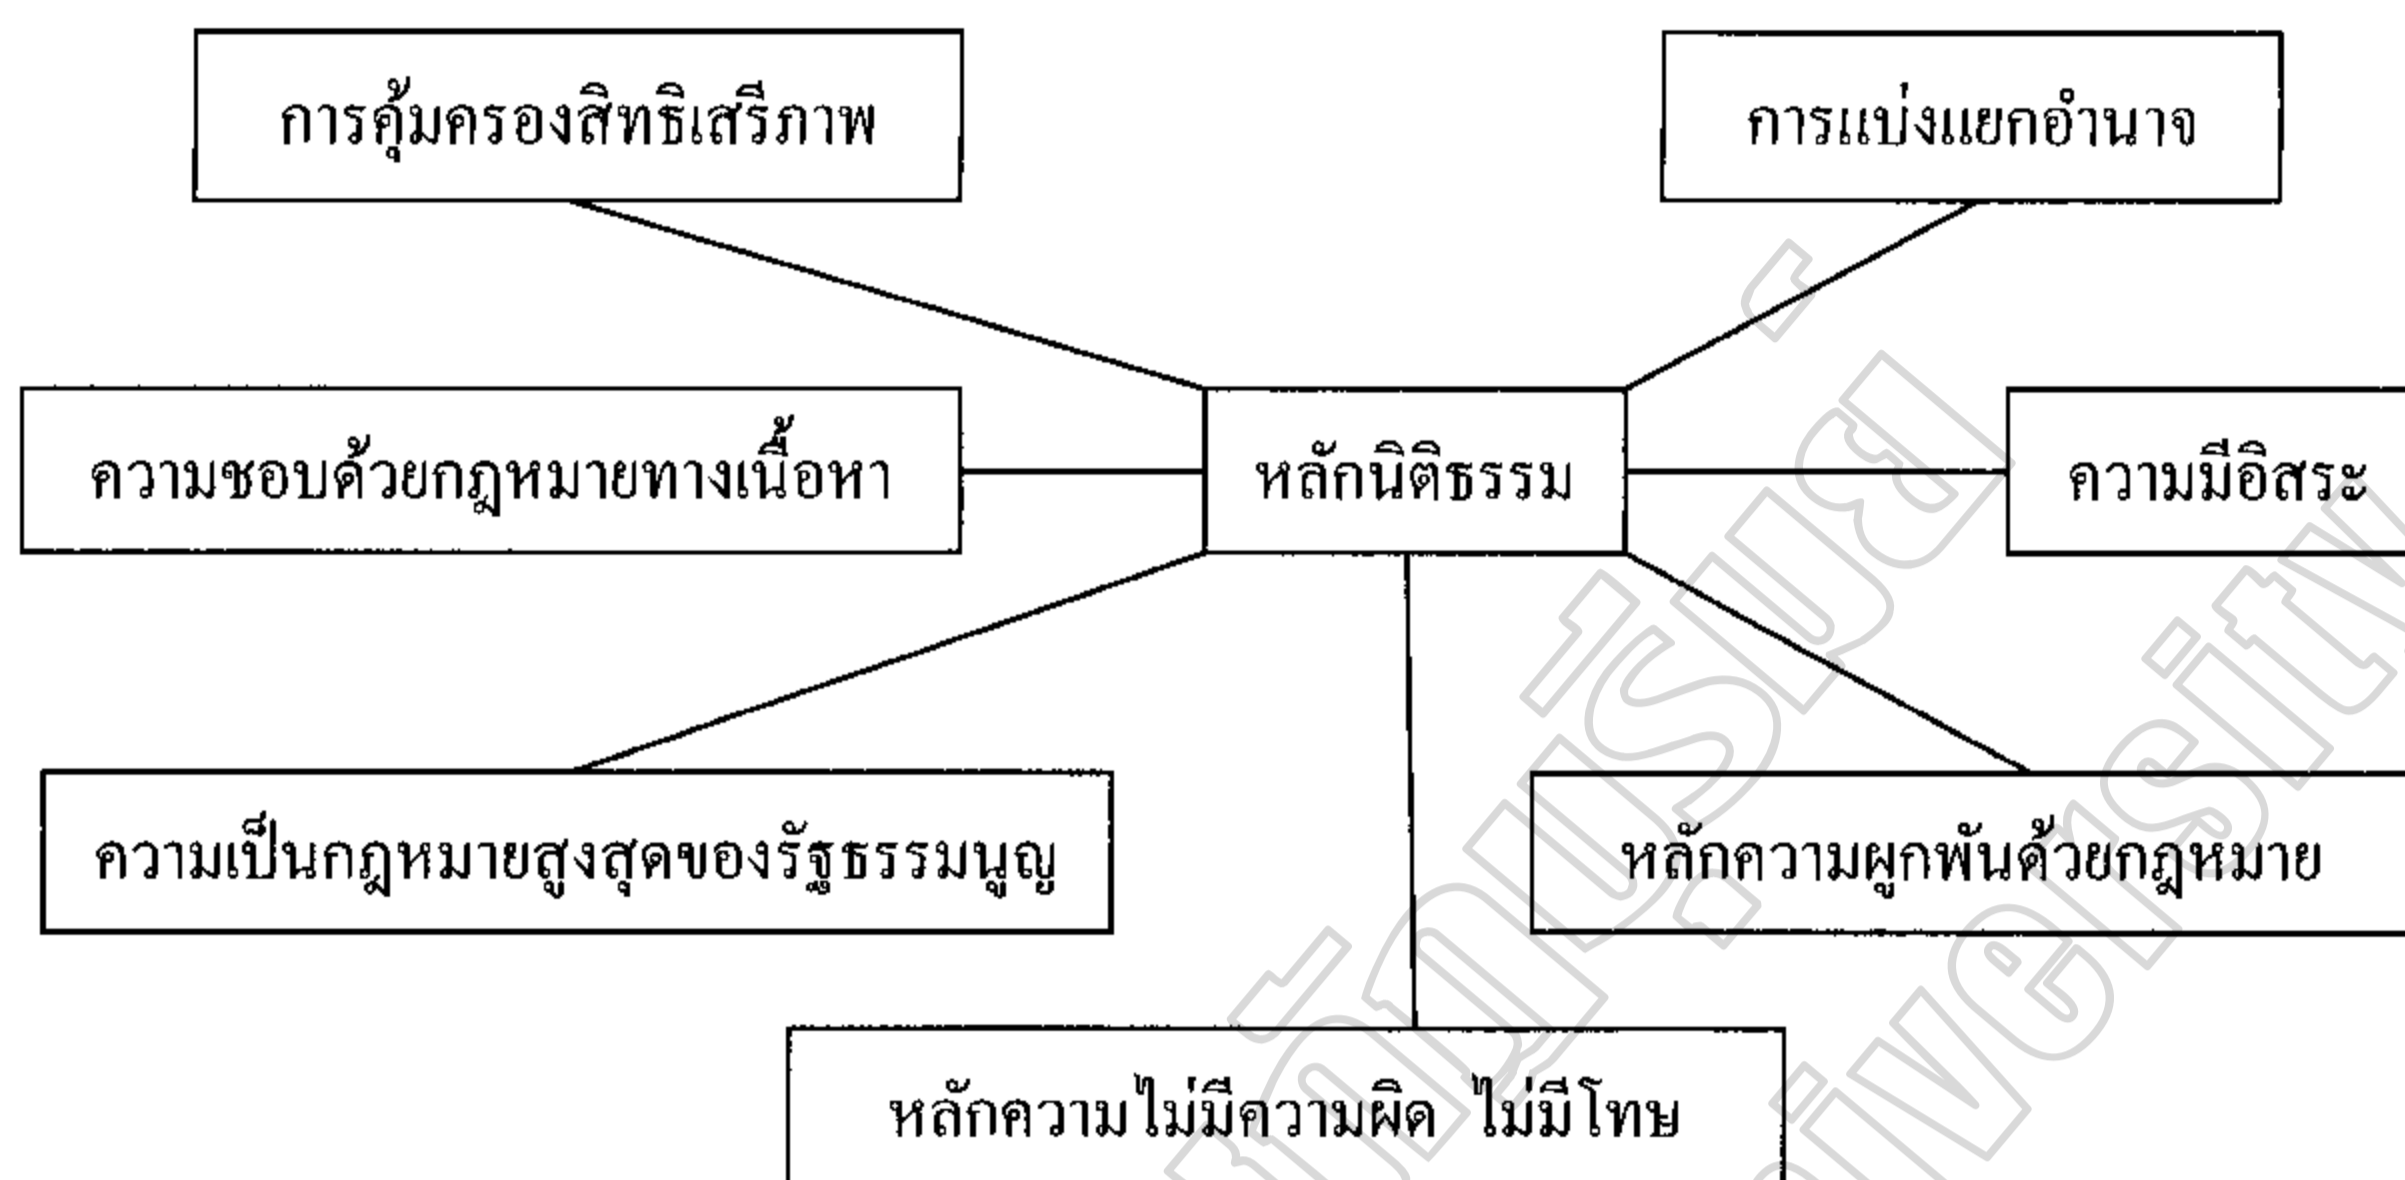 การคุ้มครองสิทธิเสรีภาพ
การแบ่งแยกอำนาจ
ความชอบด้วยกฎหมายทางเนื้อหา
หลักนิติธรรม
ความมีอิสระ
ความเป็นกฎหมายสูงสุดของรัฐธรรมนูญ
หลักความผูกพันด้วยกฎหมาย
หลักความไม่มีความผิด ไม่มีโทษ